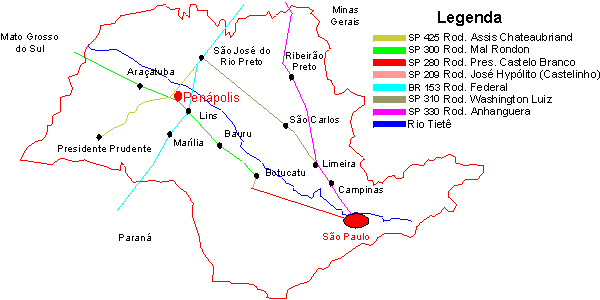 Minas
Gerais
Legenda
Mato Grosso
do Sul
SP 425 Rod. Assis Chateaubriand
SP 300 Rod. Mal Rondon
SP 280 Rod. Pres. Castelo Branco
SP 209 Rod. José Hypólito (Castelinho)
BR 153 Rod. Federal
SP 310 Rod. Washington Luiz
SP 330 Rod. Anhanguera
Rio Tietê
São José do
Rio Preto
Ribeirão
Preto
Araçatuba
Penápolis
Lins
São Carlos
Presidente Prudente
Marília
Bauru
Botucatu
Limeira
Campinas
Paraná
São Paulo